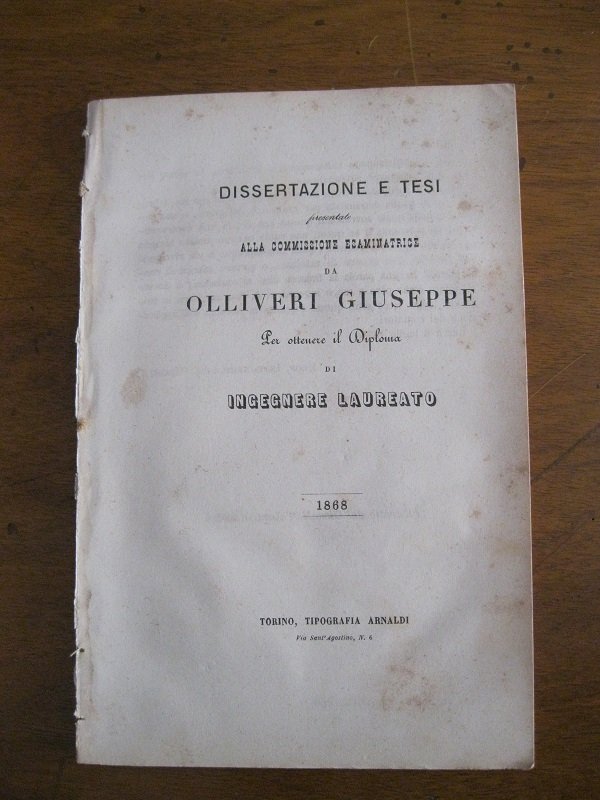 DISSERTAZIONE E TESI
presentate
ALLA COMMISSIONE ESAMINATRICE
DA
OLLIVERI GIUSEPPE
Per ottenere il Diploma
DI
INGEGNERE LAUREATO
1868
TORINO, TIPOGRAFIA ARNALDI
Via Sant'Agostino, N. 6